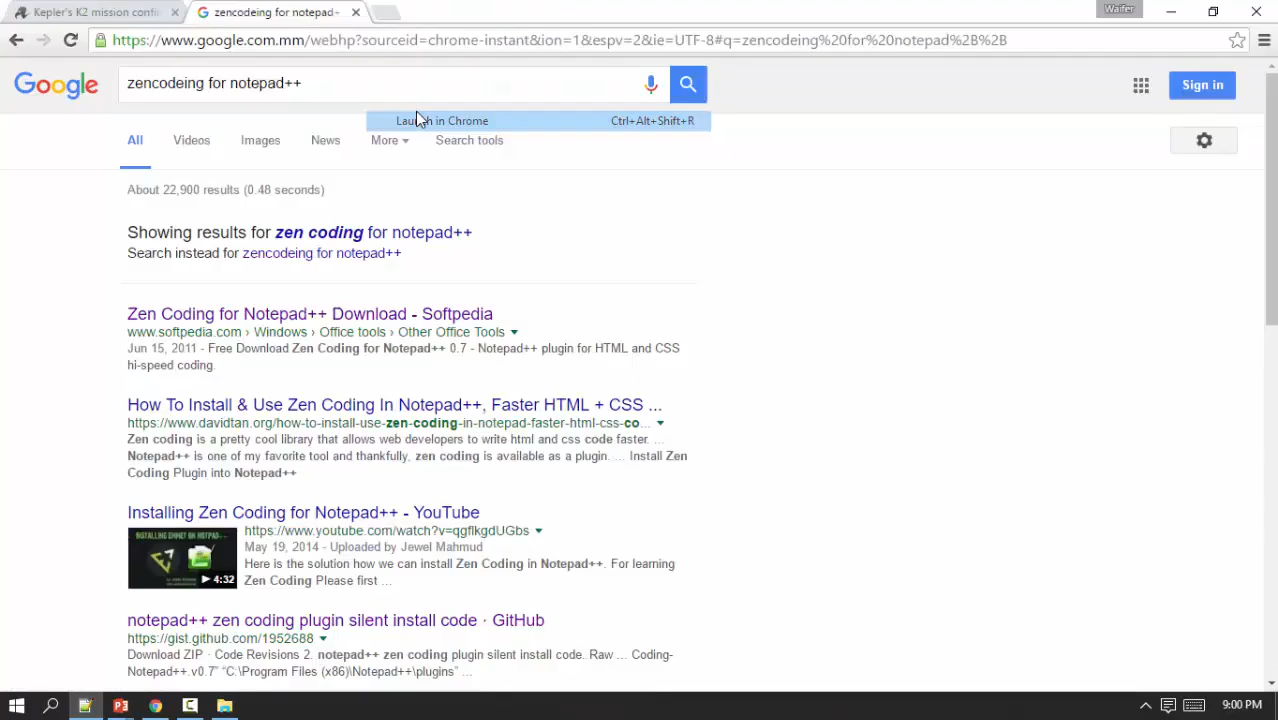 Kepler's K2 mission confi
zencodeing for notepad+
Waifer
https://www.google.com.mm/webhp?sourceid=chrome-instant&ion=1&espv=2&ie=UTF-8#q=zencodeing%20for%20notepad%2B%2B
Google
zencodeing for notepad++
Sign in
Launch in Chrome Ctrl+Alt+Shift+R
All Videos Images News More Search tools
About 22,900 results (0.48 seconds)
Showing results for zen coding for notepad++
Search instead for zencodeing for notepad++
Zen Coding for Notepad++ Download - Softpedia
www.softpedia.com › Windows › Office tools › Other Office Tools
Jun 15, 2011 - Free Download Zen Coding for Notepad++ 0.7 - Notepad++ plugin for HTML and CSS
hi-speed coding.
How To Install & Use Zen Coding In Notepad++, Faster HTML + CSS ...
https://www.davidtan.org/how-to-install-use-zen-coding-in-notepad-faster-html-css-co...
Zen coding is a pretty cool library that allows web developers to write html and css code faster. ...
Notepad++ is one of my favorite tool and thankfully, zen coding is available as a plugin. ... Install Zen
Coding Plugin into Notepad++
Installing Zen Coding for Notepad++ - YouTube
https://www.youtube.com/watch?v=qgflkgdUGbs
INSTALLING EMMET ON NOTPAD++
4:32
May 19, 2014 - Uploaded by Jewel Mahmud
Here is the solution how we can install Zen Coding in Notepad++. For learning
Zen Coding Please first ...
notepad++ zen coding plugin silent install code · GitHub
https://gist.github.com/1952688
Download ZIP · Code Revisions 2. notepad++ zen coding plugin silent install code. Raw ... Coding-
Notepad++.v0.7" "C:\Program Files (x86)\Notepad++\plugins" ...
9:00 PM